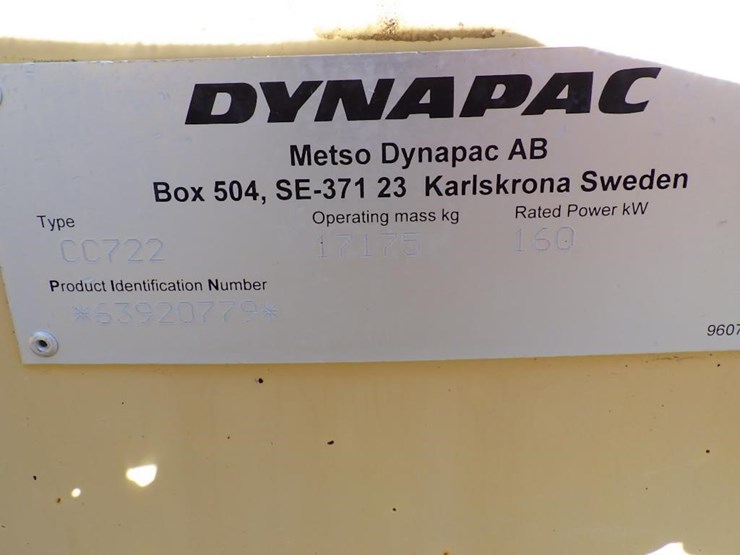 DYNAPAC
Metso Dynapac AB
Box 504, SE-371 23 Karlskrona Sweden
Type Operating mass kg Rated Power kW
CC722 17175 160
Product Identification Number
*63920779*
9607